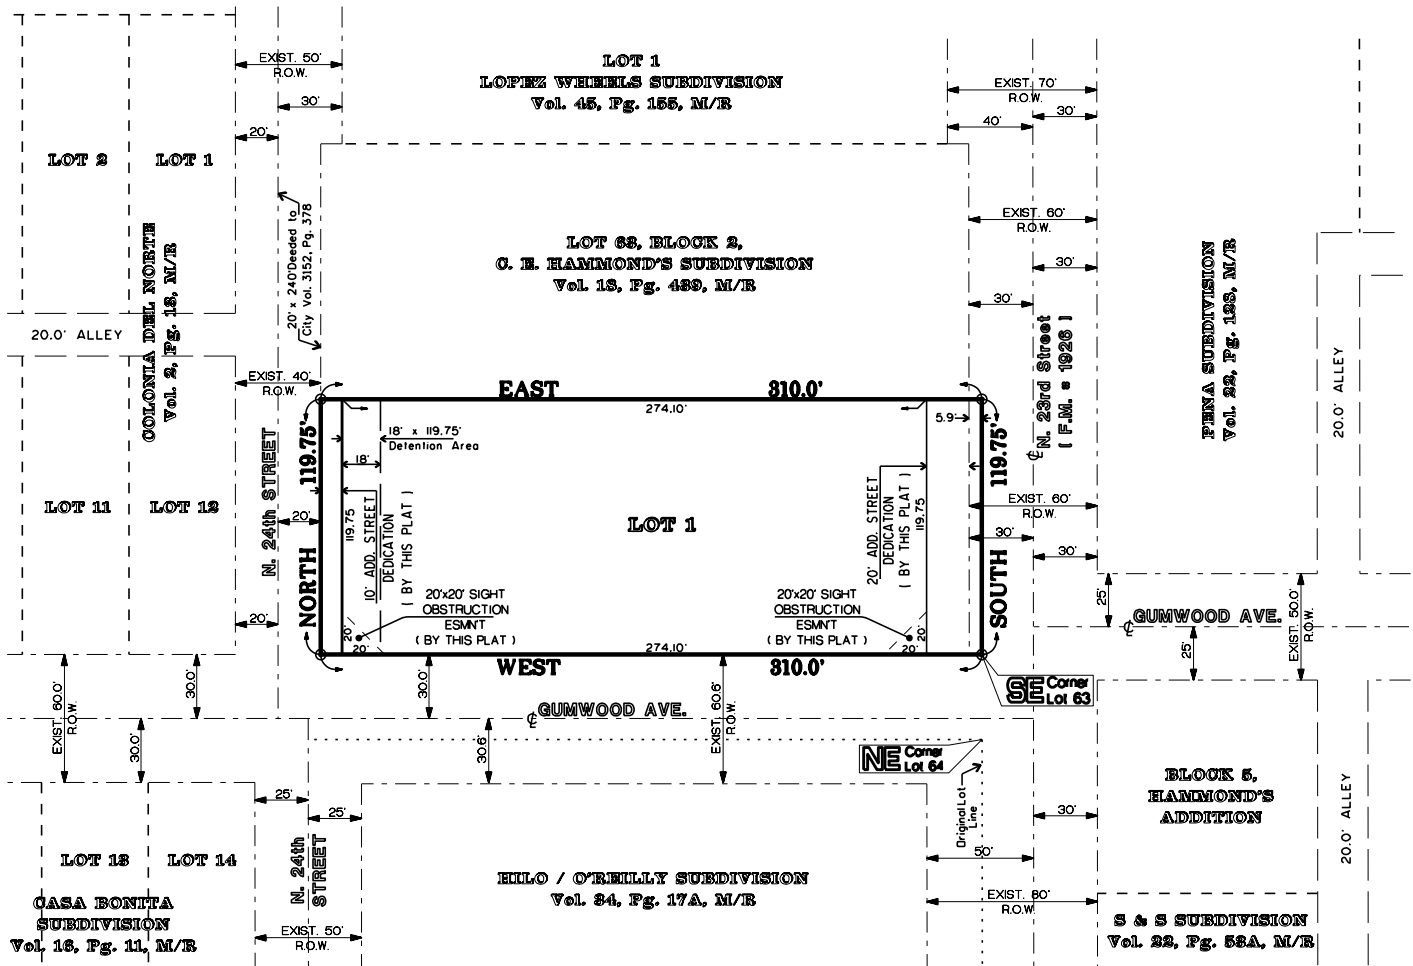 EXIST. 50'
R.O.W.
30'
20'
LOT 1
LOPEZ WHEELS SUBDIVISION
Vol. 45, Pg. 155, M/R
EXIST. 70'
R.O.W.
30'
40'
LOT 2
LOT 1
COLONIA DEL NORTE
Vol. 2, Pg. 13, M/R
20' x 240' Deeded to
City Vol. 3152, Pg. 378
LOT 63, BLOCK 2,
C. E. HAMMOND'S SUBDIVISION
Vol. 18, Pg. 439, M/R
EXIST. 60'
R.O.W.
30'
30'
N. 23rd Street
( F.M. # 1926 )
PENA SUBDIVISION
Vol. 22, Pg. 128, M/R
20.0' ALLEY
20.0' ALLEY
EXIST. 40'
R.O.W.
EAST 310.0'
274.10'
5.9'
119.75'
NORTH
18' x 119.75'
Detention Area
18'
119.75
10' ADD. STREET
DEDICATION
( BY THIS PLAT )
LOT 1
20' ADD. STREET
DEDICATION
( BY THIS PLAT )
119.75
119.75'
SOUTH
EXIST. 60'
R.O.W.
30'
30'
LOT 11
LOT 12
N. 24th STREET
20'
20'
20'x20' SIGHT
OBSTRUCTION
ESMN'T
( BY THIS PLAT )
20'
20'
20'x20' SIGHT
OBSTRUCTION
ESMN'T
( BY THIS PLAT )
20'
20'
274.10'
WEST 310.0'
25'
℄ GUMWOOD AVE.
25'
EXIST. 50.0'
R.O.W.
SE Corner
Lot 63
EXIST. 60.0'
R.O.W.
30.0'
30.0'
30.0'
℄ GUMWOOD AVE.
30.6'
EXIST. 60.6'
R.O.W.
NE Corner
Lot 64
Original Lot
Line
BLOCK 5,
HAMMOND'S
ADDITION
20.0' ALLEY
25'
25'
30'
N. 24th
STREET
50'
LOT 13
LOT 14
CASA BONITA
SUBDIVISION
Vol. 16, Pg. 11, M/R
EXIST. 50'
R.O.W.
HILO / O'REILLY SUBDIVISION
Vol. 34, Pg. 17A, M/R
EXIST. 80'
R.O.W
S & S SUBDIVISION
Vol. 22, Pg. 53A, M/R